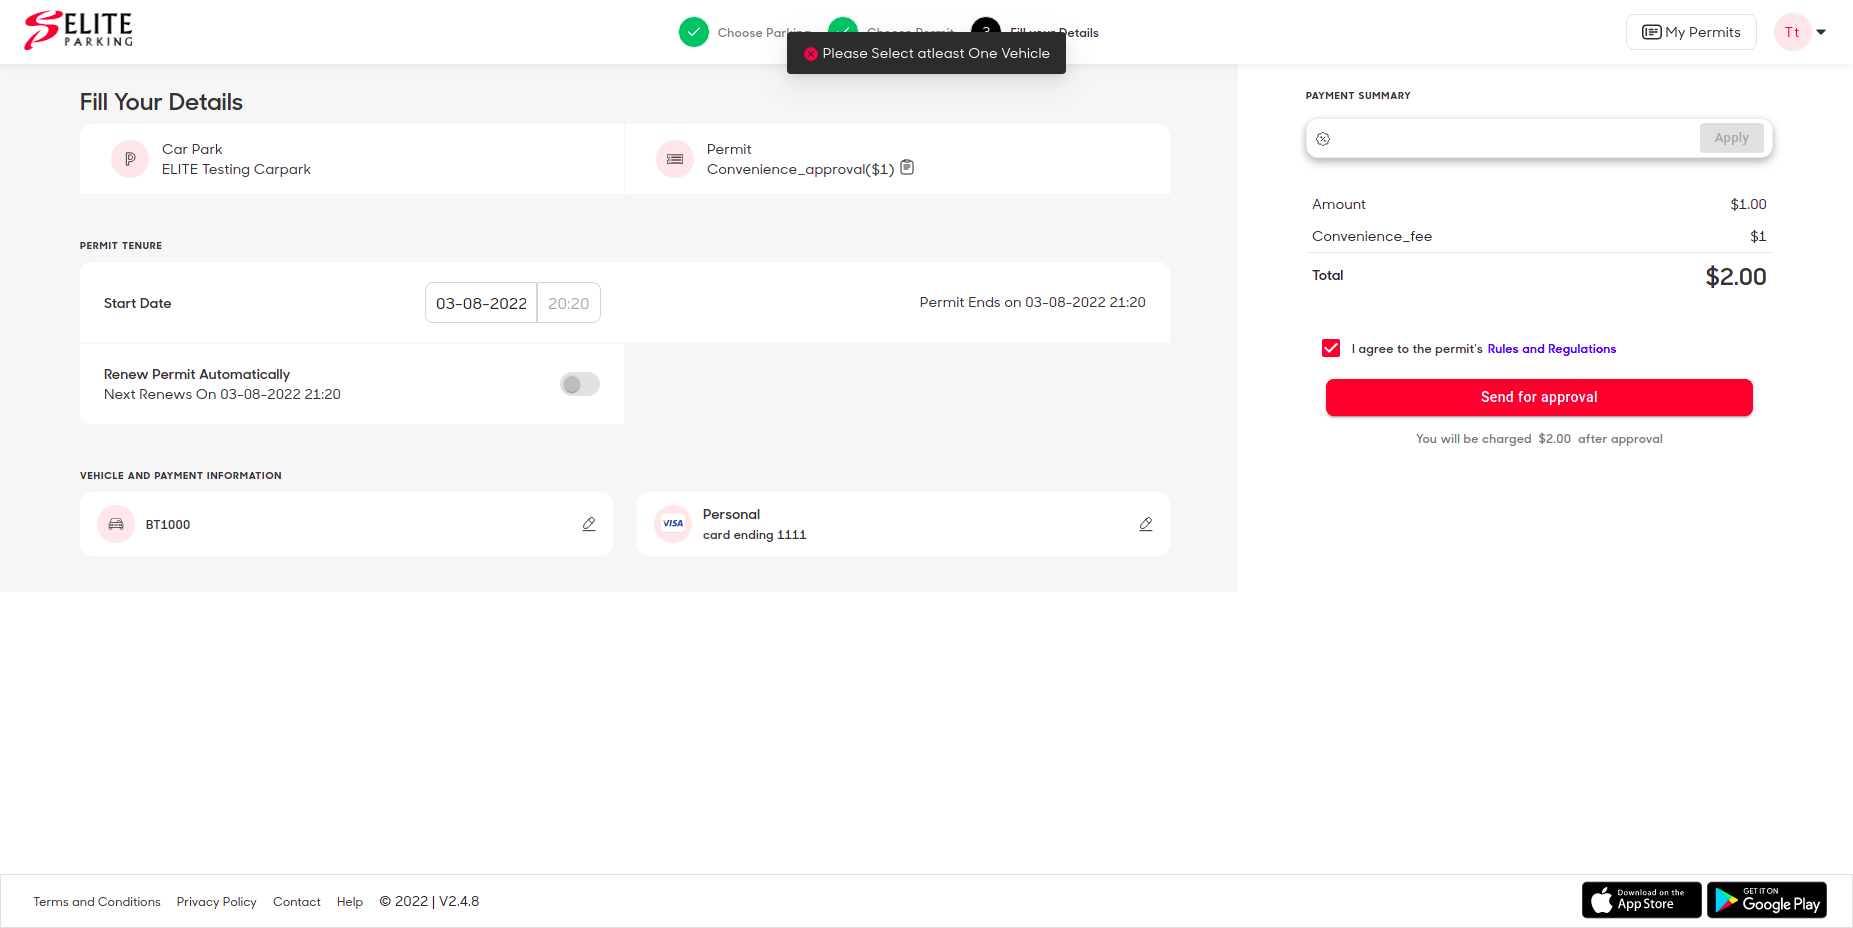 ELITE
PARKING
Choose Parking
Choose Permit
Fill your Details
Please Select atleast One Vehicle
My Permits
Tt
Fill Your Details
Car Park
ELITE Testing Carpark
Permit
Convenience_approval($1)
PERMIT TENURE
Start Date
03-08-2022
20:20
Permit Ends on 03-08-2022 21:20
Renew Permit Automatically
Next Renews On 03-08-2022 21:20
VEHICLE AND PAYMENT INFORMATION
BT1000
VISA
Personal
card ending 1111
PAYMENT SUMMARY
Apply
Amount
$1.00
Convenience_fee
$1
Total
$2.00
I agree to the permit's Rules and Regulations
Send for approval
You will be charged $2.00 after approval
Terms and Conditions
Privacy Policy
Contact
Help
© 2022 | V2.4.8
Download on the
App Store
GET IT ON
Google Play